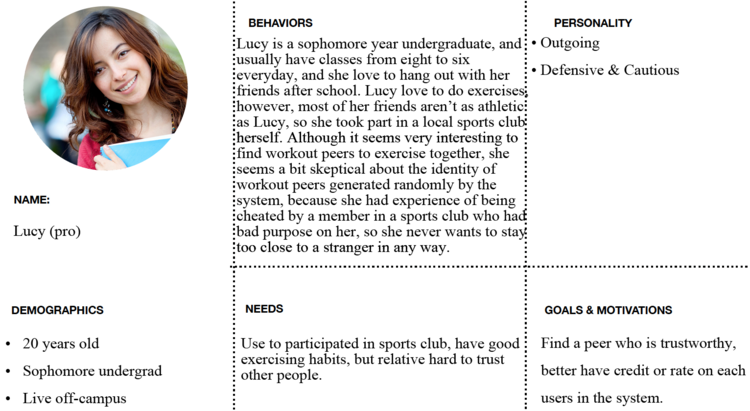 BEHAVIORS
Lucy is a sophomore year undergraduate, and
usually have classes from eight to six
everyday, and she love to hang out with her
friends after school. Lucy love to do exercises,
however, most of her friends aren't as athletic
as Lucy, so she took part in a local sports club
herself. Although it seems very interesting to
find workout peers to exercise together, she
seems a bit skeptical about the identity of
workout peers generated randomly by the
system, because she had experience of being
cheated by a member in a sports club who had
bad purpose on her, so she never wants to stay
too close to a stranger in any way.
PERSONALITY
• Outgoing
• Defensive & Cautious
NAME:
Lucy (pro)
DEMOGRAPHICS
• 20 years old
• Sophomore undergrad
• Live off-campus
NEEDS
Use to participated in sports club, have good
exercising habits, but relative hard to trust
other people.
GOALS & MOTIVATIONS
Find a peer who is trustworthy,
better have credit or rate on each
users in the system.